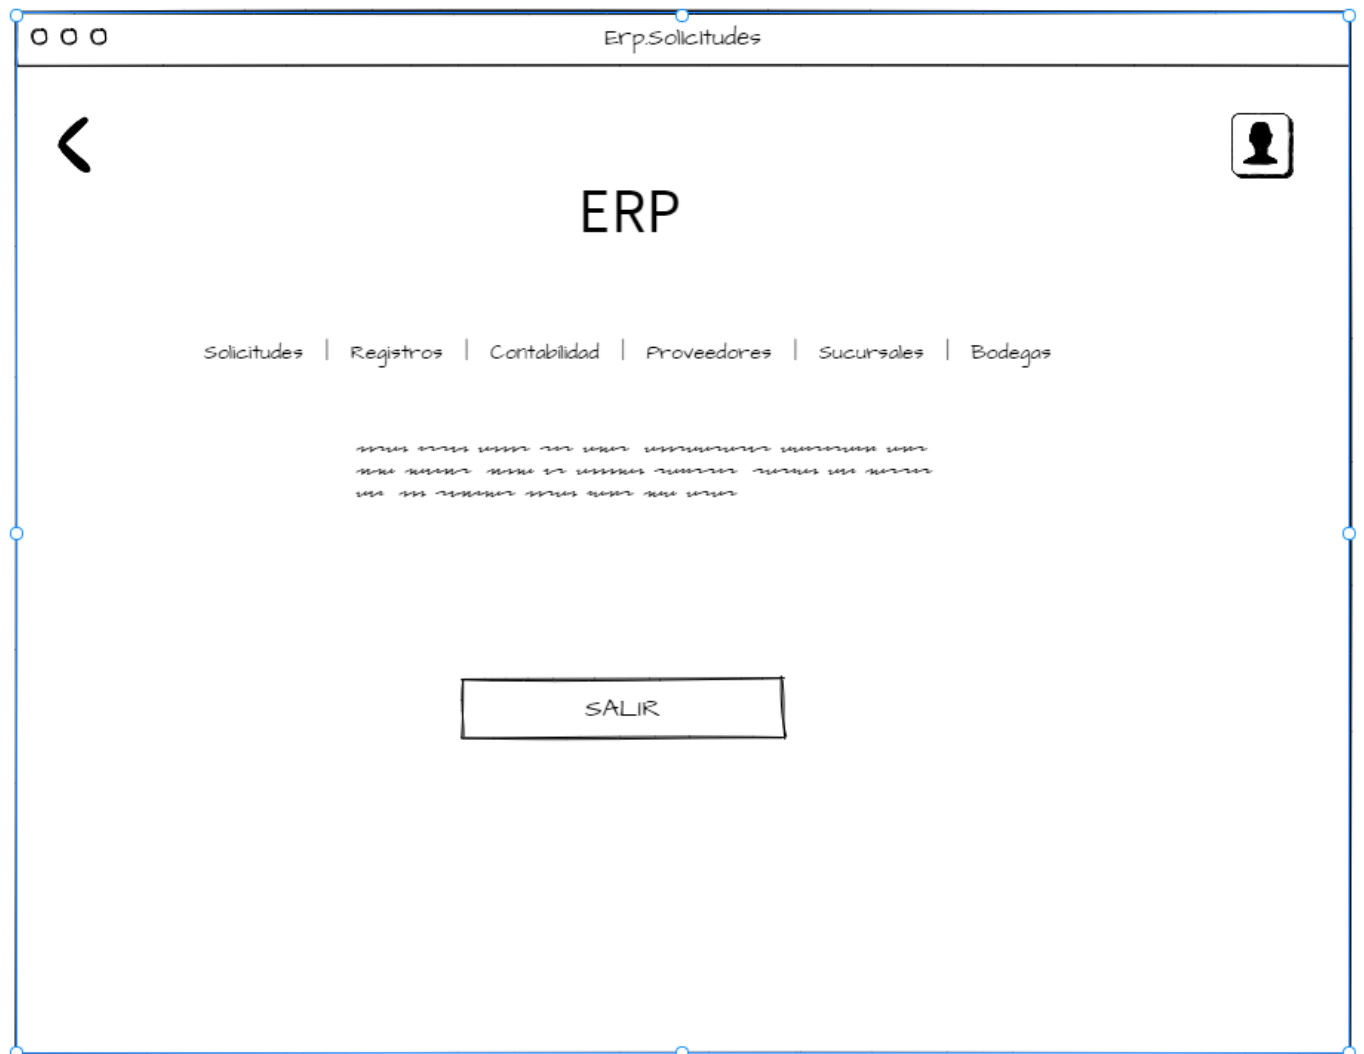 Erp.Solicitudes
ERP
Solicitudes | Registros | Contabilidad | Proveedores | Sucursales | Bodegas
SALIR